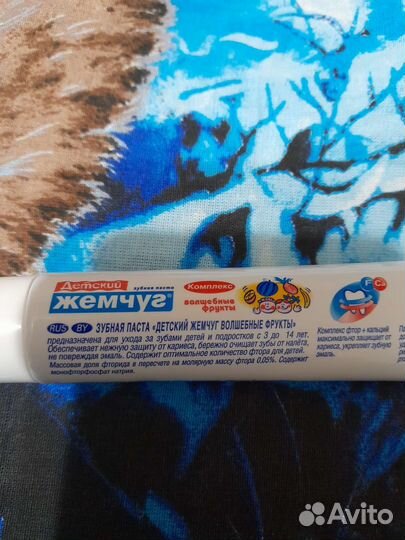 Детский
зубная паста
жемчуг®
Комплекс
волшебные
фрукты
F Ca
RUS BY ЗУБНАЯ ПАСТА «ДЕТСКИЙ ЖЕМЧУГ ВОЛШЕБНЫЕ ФРУКТЫ»
предназначена для ухода за зубами детей и подростков с 3 до 14 лет.
Обеспечивает нежную защиту от кариеса, бережно очищает зубы от налёта,
не повреждая эмаль. Содержит оптимальное количество фтора для детей.
Массовая доля фторида в пересчете на молярную массу фтора 0,05%. Содержит
монофторфосфат натрия.
Комплекс фтор + кальций
максимально защищает от
кариеса, укрепляет зубную
эмаль.
Avito